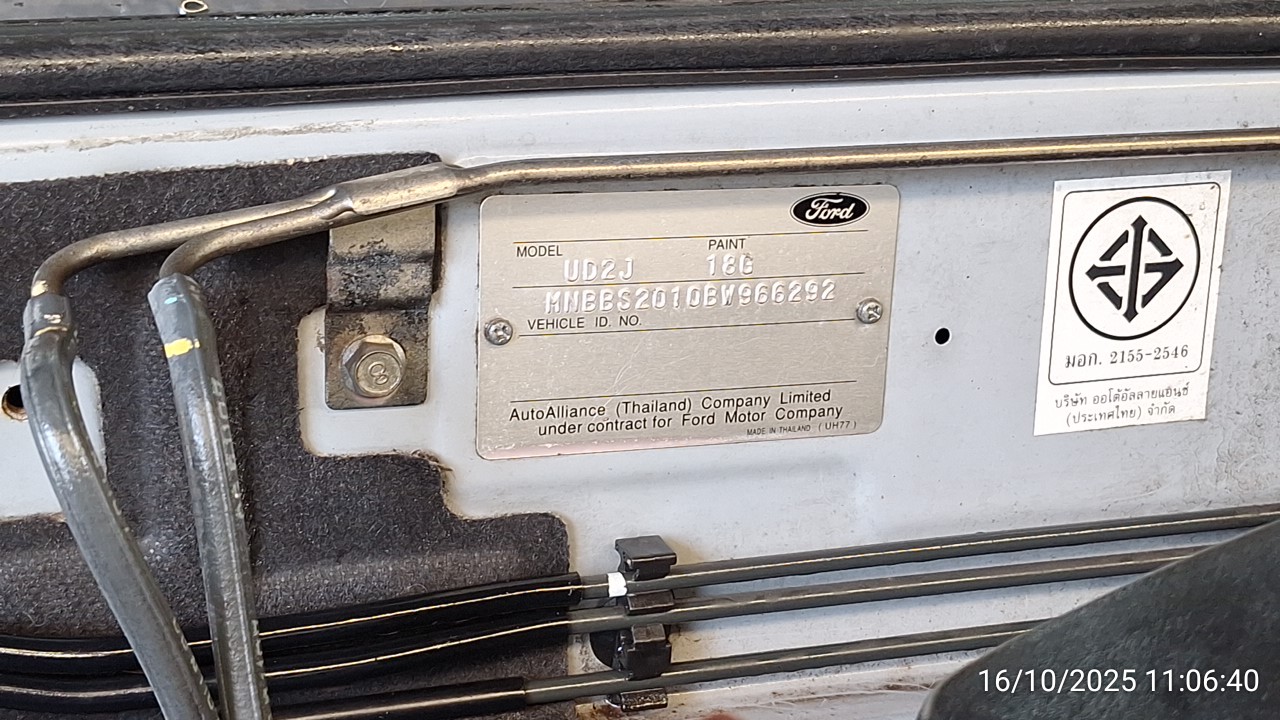 Ford
MODEL PAINT
UD2J 18G
MNBBS2010BW966292
VEHICLE ID. NO.
AutoAlliance (Thailand) Company Limited
under contract for Ford Motor Company
MADE IN THAILAND (UH77)
มอก. 2155-2546
บริษัท ออโต้อัลลายแอ็นซ์
(ประเทศไทย) จำกัด
8
16/10/2025 11:06:40